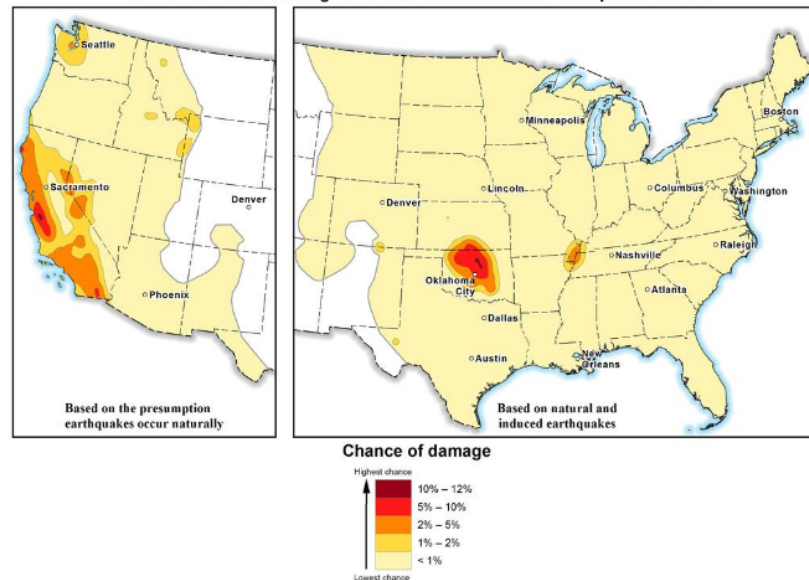 Seattle
Sacramento
Denver
Phoenix
Based on the presumption
earthquakes occur naturally
Minneapolis
Boston
Lincoln
Columbus
Washington
Denver
Nashville
Raleigh
Oklahoma
City
Atlanta
Dallas
Austin
New
Orleans
Based on natural and
induced earthquakes
Chance of damage
Highest chance
10% – 12%
5% – 10%
2% – 5%
1% – 2%
< 1%
Lowest chance